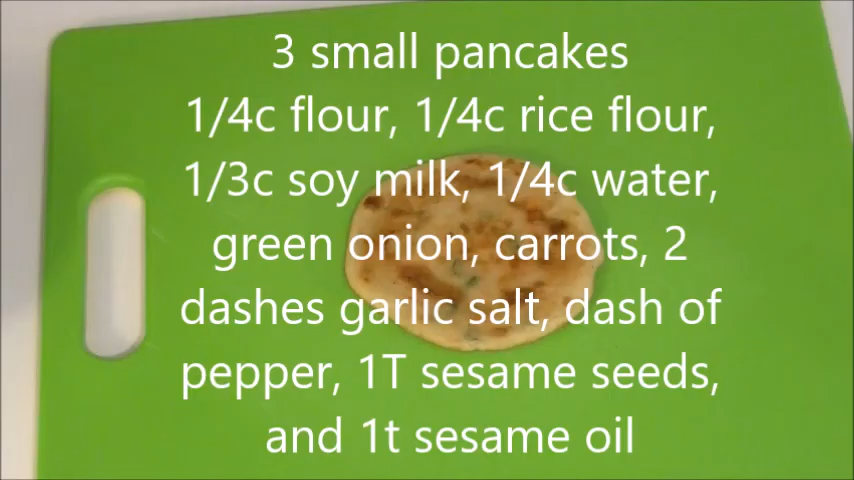 3 small pancakes
1/4c flour, 1/4c rice flour,
1/3c soy milk, 1/4c water,
green onion, carrots, 2
dashes garlic salt, dash of
pepper, 1T sesame seeds,
and 1t sesame oil